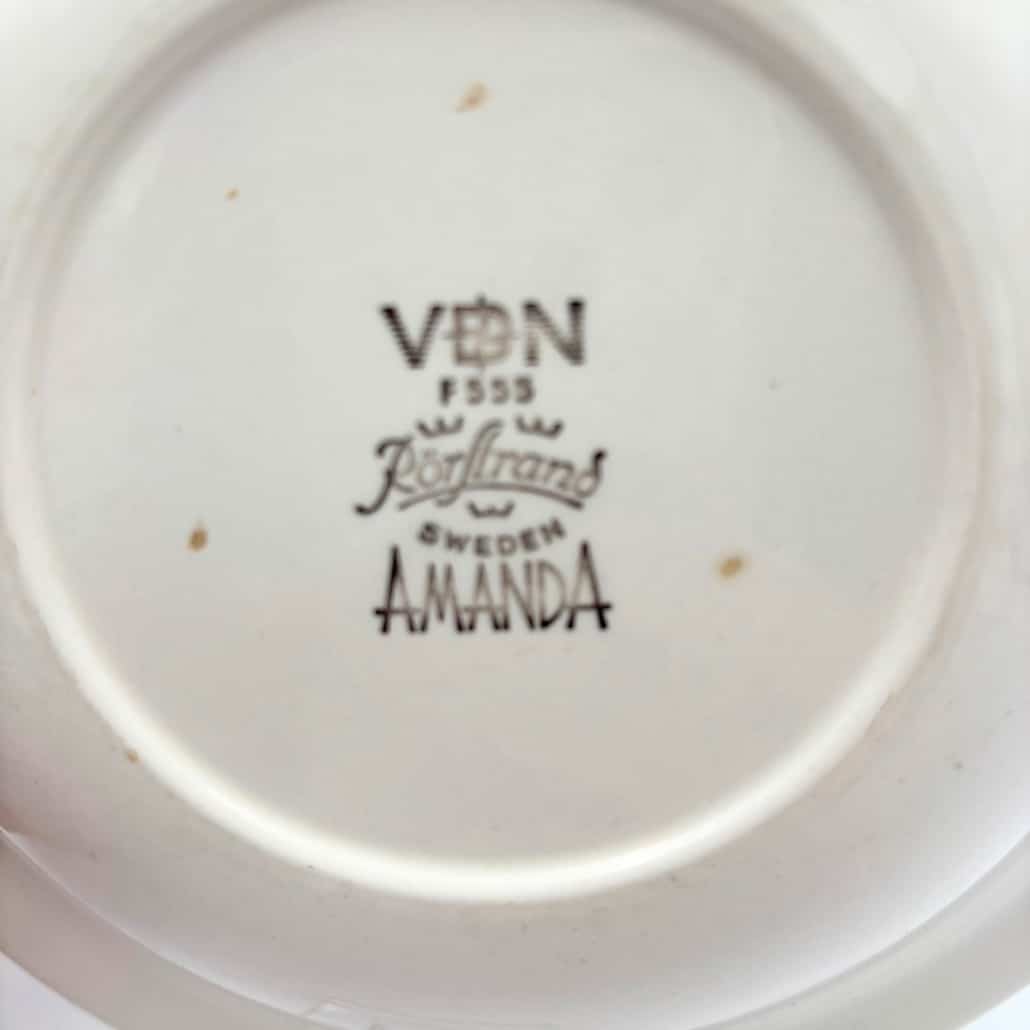 VDN
F555
Rörstrand
SWEDEN
AMANDA